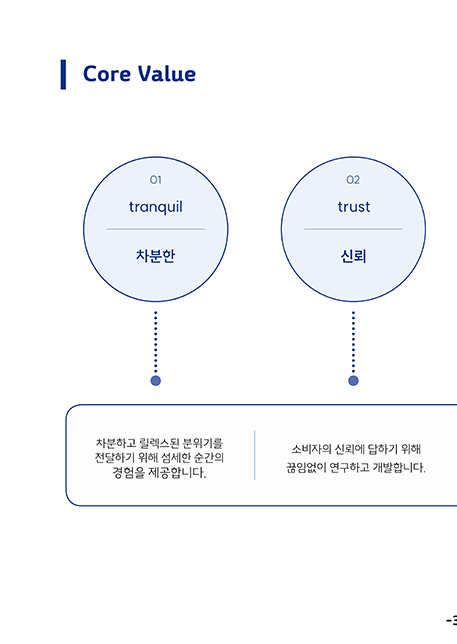 Core Value
01
tranquil
차분한
02
trust
신뢰
차분하고 릴렉스된 분위기를
전달하기 위해 섬세한 순간의
경험을 제공합니다.
소비자의 신뢰에 답하기 위해
끊임없이 연구하고 개발합니다.